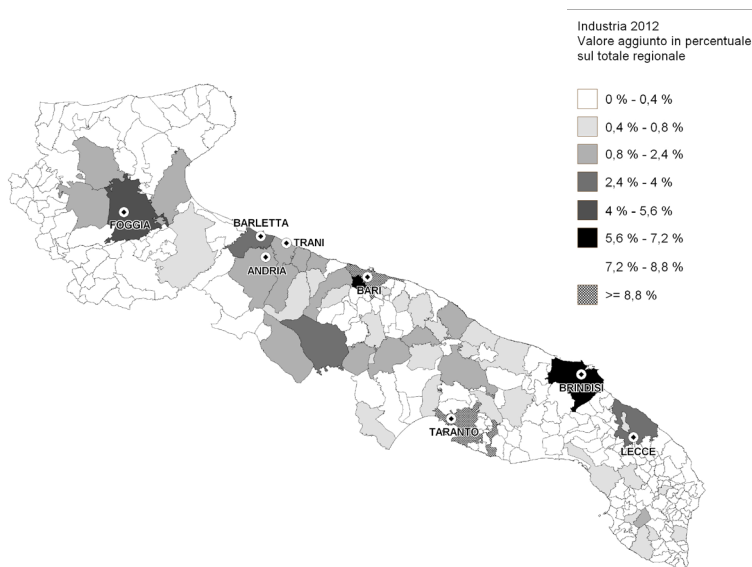 Industria 2012
Valore aggiunto in percentuale
sul totale regionale
0 % - 0,4 %
0,4 % - 0,8 %
0,8 % - 2,4 %
2,4 % - 4 %
4 % - 5,6 %
5,6 % - 7,2 %
7,2 % - 8,8 %
>= 8,8 %
FOGGIA
BARLETTA
TRANI
ANDRIA
BARI
BRINDISI
TARANTO
LECCE